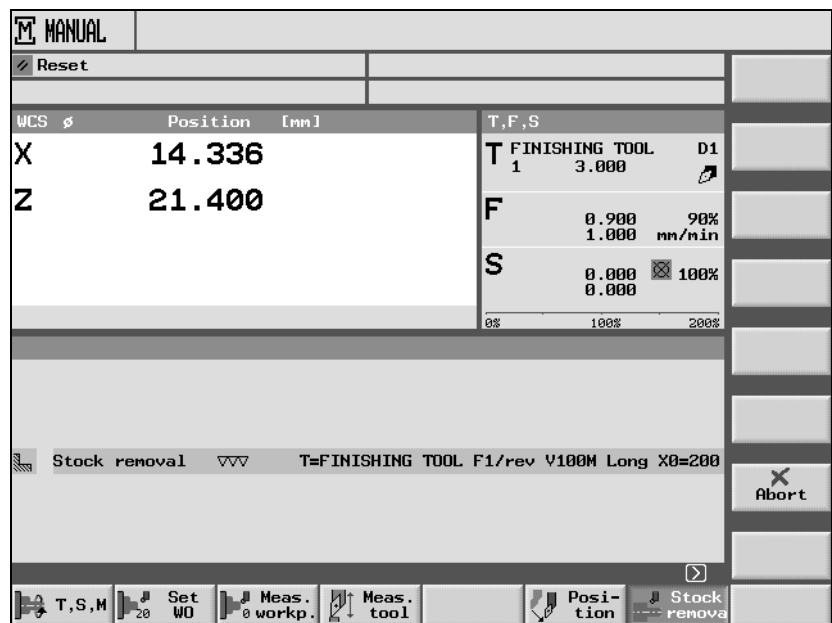 M MANUAL
Reset
WCS ø Position [mm]
X 14.336
Z 21.400
T,F,S
T FINISHING TOOL D1
1 3.000
F 0.900 90%
1.000 mm/min
S 0.000 100%
0.000
0% 100% 200%
Stock removal ▽▽▽ T=FINISHING TOOL F1/rev V100M Long X0=200
Abort
T,S,M
20 Set
WO
0 Meas.
workp.
Meas.
tool
Posi-
tion
Stock
remova